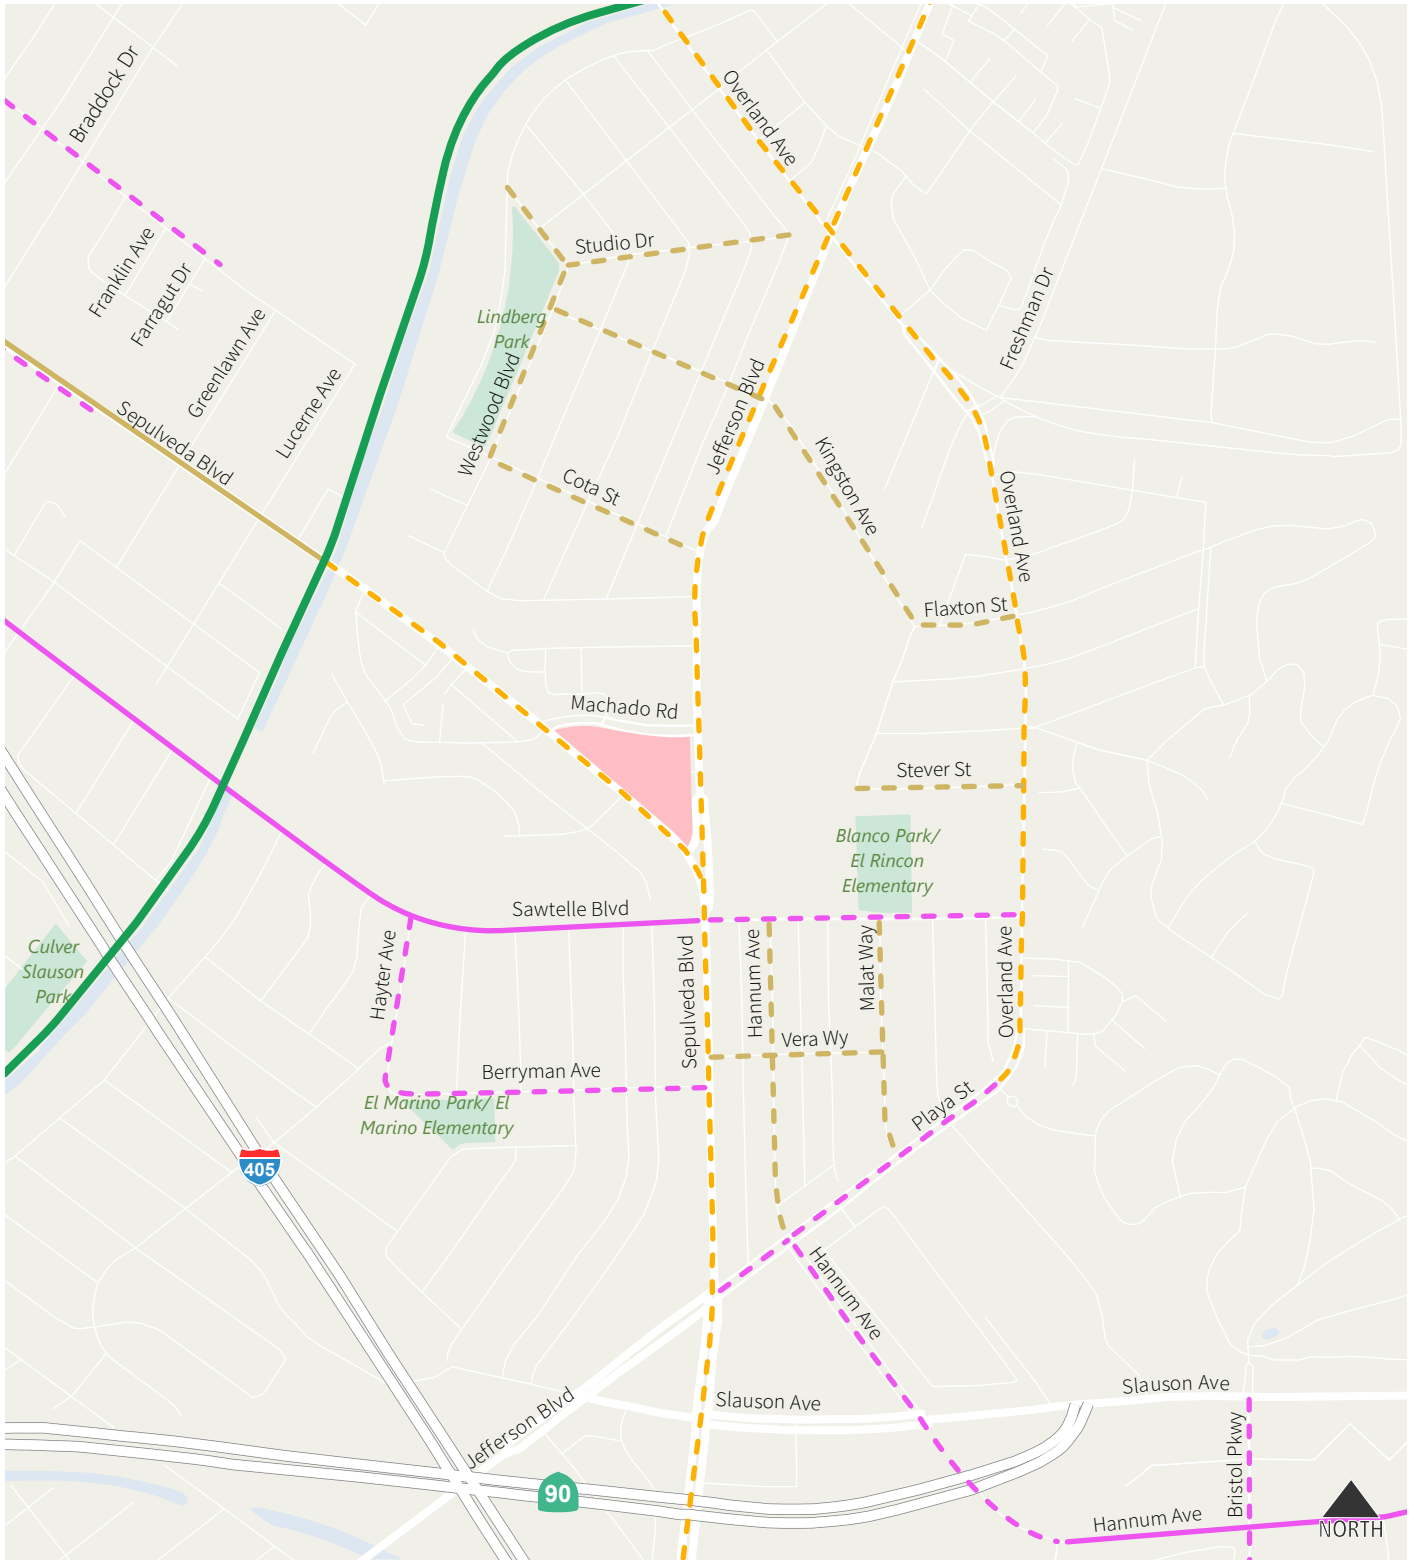 Braddock Dr
Overland Ave
Franklin Ave
Farragut Dr
Studio Dr
Greenlawn Ave
Lindberg
Park
Freshman Dr
Lucerne Ave
Westwood Blvd
Jefferson Blvd
Sepulveda Blvd
Cota St
Kingston Ave
Overland Ave
Flaxton St
Machado Rd
Stever St
Blanco Park/
El Rincon
Elementary
Sawtelle Blvd
Culver
Slauson
Park
Hayter Ave
Sepulveda Blvd
Hannum Ave
Malat Way
Overland Ave
Vera Wy
Berryman Ave
El Marino Park/ El
Marino Elementary
Playa St
405
Hannum Ave
Jefferson Blvd
Slauson Ave
Slauson Ave
Bristol Pkwy
90
Hannum Ave
NORTH